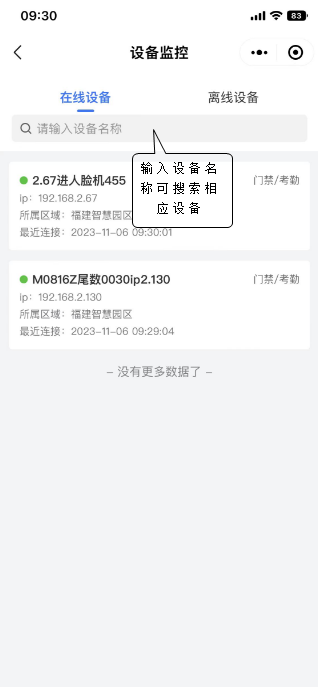 09:30
83
设备监控
在线设备
离线设备
请输入设备名称
输入设备名
称可搜索相
应设备
2.67进人脸机455
门禁/考勤
ip：192.168.2.67
所属区域：福建智慧园区
最近连接：2023-11-06 09:30:01
M0816Z尾数0030ip2.130
门禁/考勤
ip：192.168.2.130
所属区域：福建智慧园区
最近连接：2023-11-06 09:29:04
– 没有更多数据了 –